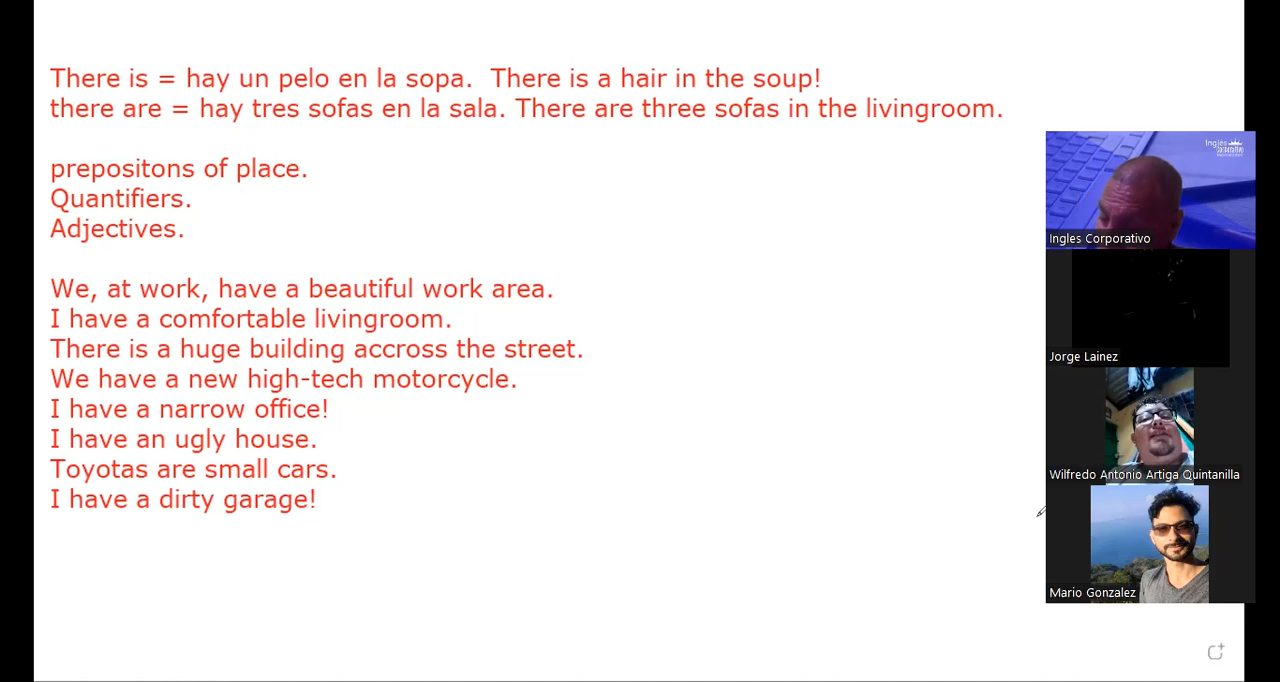 There is = hay un pelo en la sopa.  There is a hair in the soup!
there are = hay tres sofas en la sala. There are three sofas in the livingroom.
prepositons of place.
Quantifiers.
Adjectives.
We, at work, have a beautiful work area.
I have a comfortable livingroom.
There is a huge building accross the street.
We have a new high-tech motorcycle.
I have a narrow office!
I have an ugly house.
Toyotas are small cars.
I have a dirty garage!
Ingles
Corporativo
Ingles Corporativo
Jorge Lainez
Wilfredo Antonio Artiga Quintanilla
Mario Gonzalez